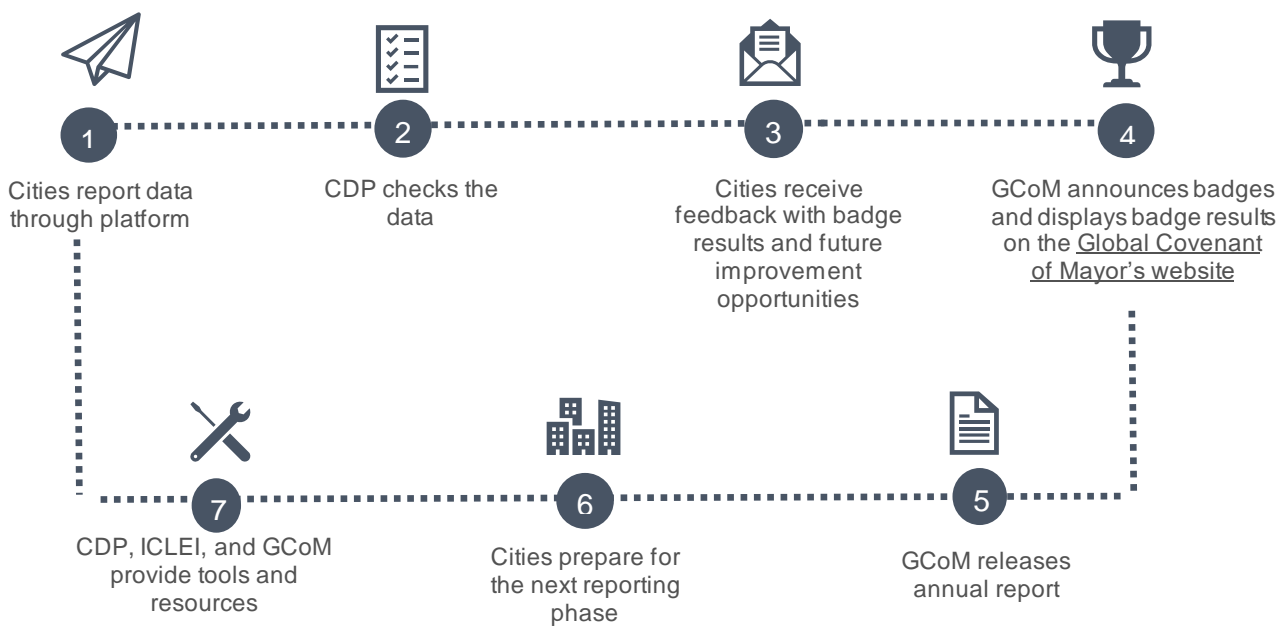 1
Cities report data
through platform
2
CDP checks the
data
3
Cities receive
feedback with badge
results and future
improvement
opportunities
4
GCoM announces badges
and displays badge results
on the Global Covenant
of Mayor's website
7
CDP, ICLEI, and GCoM
provide tools and
resources
6
Cities prepare for
the next reporting
phase
5
GCoM releases
annual report